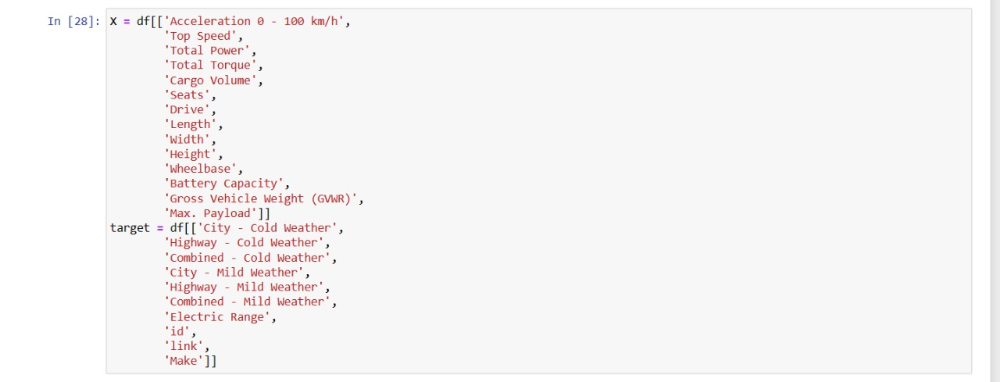 In [28]: X = df[['Acceleration 0 - 100 km/h',
'Top Speed',
'Total Power',
'Total Torque',
'Cargo Volume',
'Seats',
'Drive',
'Length',
'Width',
'Height',
'Wheelbase',
'Battery Capacity',
'Gross Vehicle Weight (GVWR)',
'Max. Payload']]
target = df[['City - Cold Weather',
'Highway - Cold Weather',
'Combined - Cold Weather',
'City - Mild Weather',
'Highway - Mild Weather',
'Combined - Mild Weather',
'Electric Range',
'id',
'link',
'Make']]